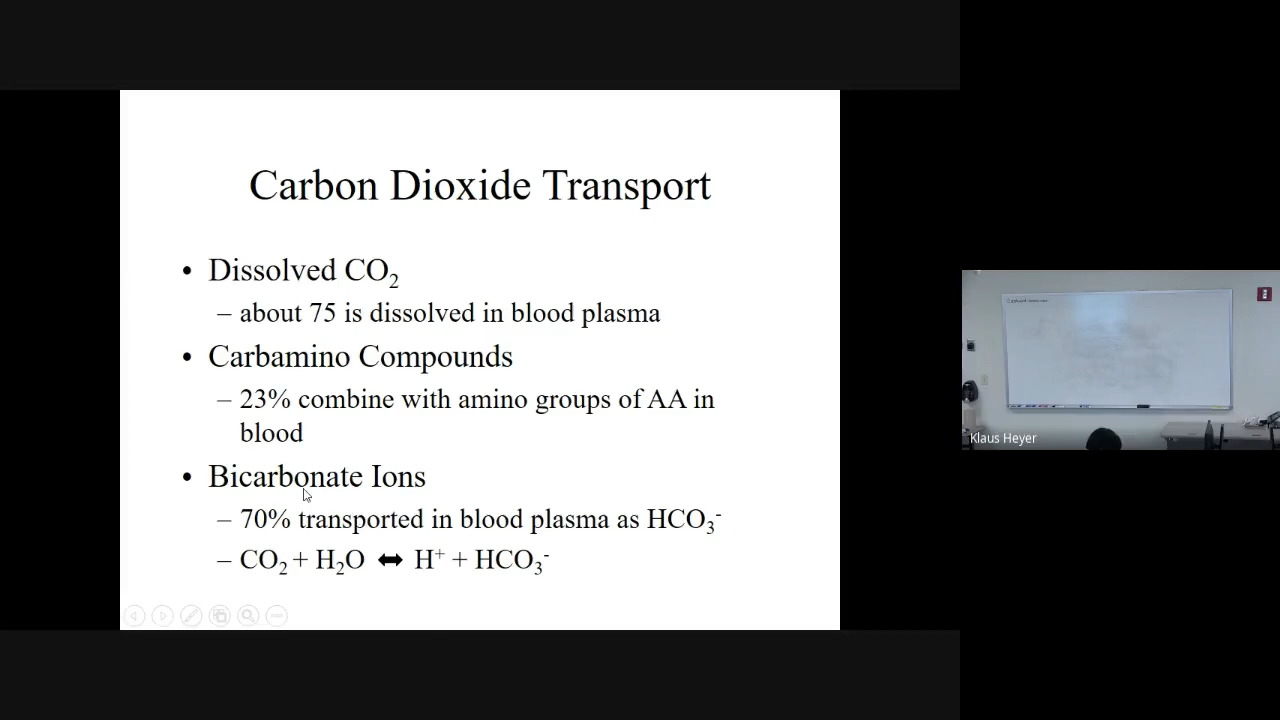 Carbon Dioxide Transport
• Dissolved CO₂
– about 75 is dissolved in blood plasma
• Carbamino Compounds
– 23% combine with amino groups of AA in
blood
• Bicarbonate Ions
– 70% transported in blood plasma as HCO₃⁻
– CO₂ + H₂O ⬌ H⁺ + HCO₃⁻
Klaus Heyer